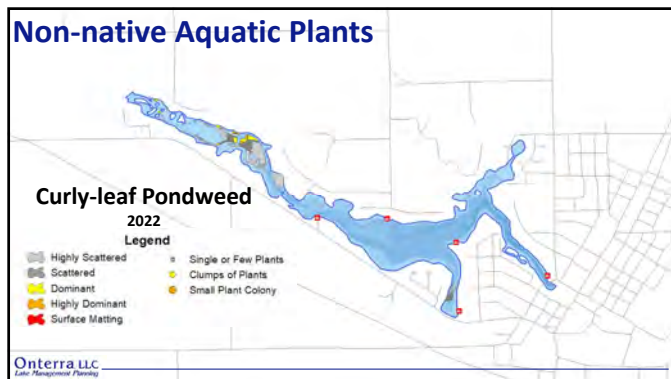 Non-native Aquatic Plants
Curly-leaf Pondweed
2022
Legend
Highly Scattered
Scattered
Dominant
Highly Dominant
Surface Matting
Single or Few Plants
Clumps of Plants
Small Plant Colony
Onterra LLC
Lake Management Planning